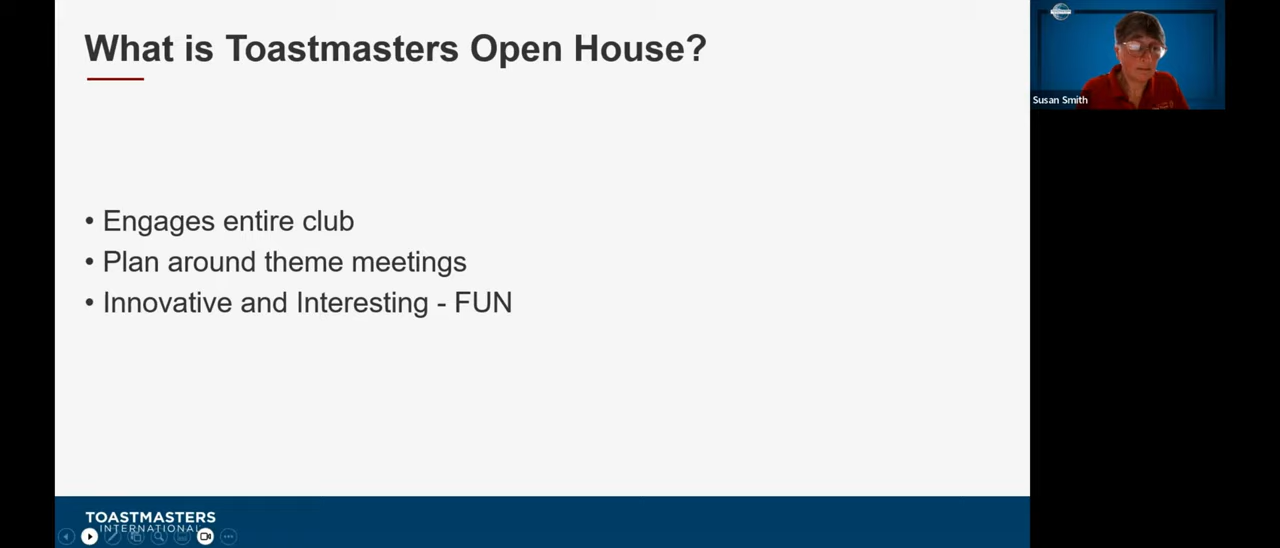 What is Toastmasters Open House?
• Engages entire club
• Plan around theme meetings
• Innovative and Interesting - FUN
Susan Smith
TOASTMASTERS
INTERNATIONAL